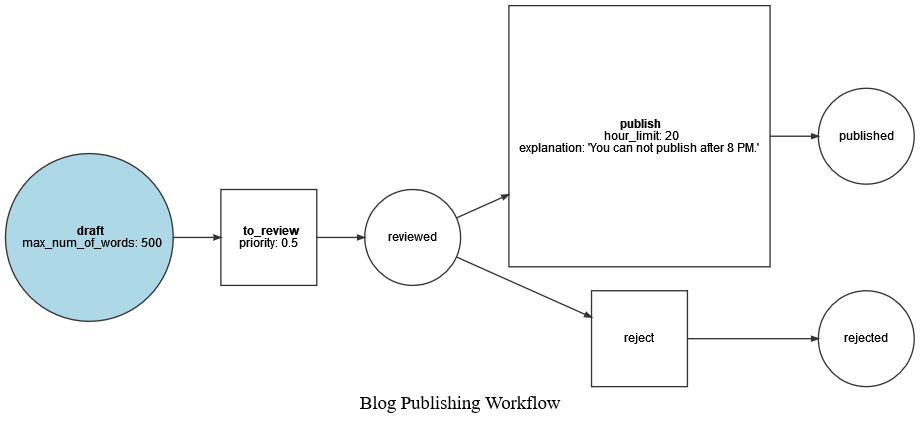 draft
max_num_of_words: 500
to_review
priority: 0.5
reviewed
publish
hour_limit: 20
explanation: 'You can not publish after 8 PM.'
published
reject
rejected
Blog Publishing Workflow